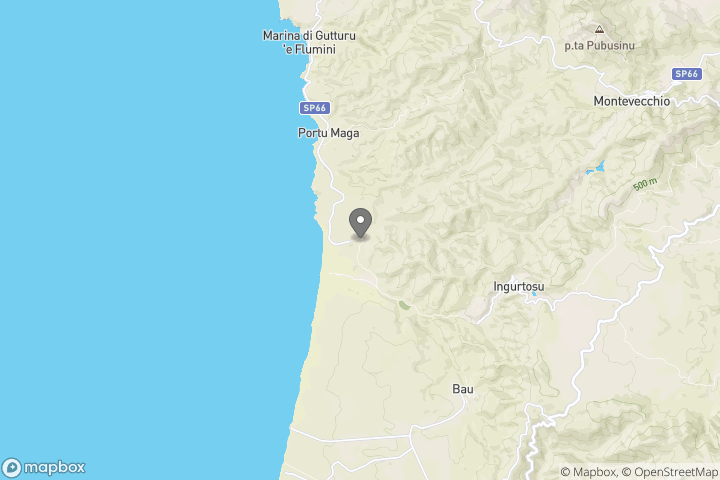 Marina di Gutturu
'e Flumini
p.ta Pubusinu
SP66
Montevecchio
SP66
Portu Maga
500 m
Ingurtosu
Bau
mapbox
© Mapbox, © OpenStreetMap